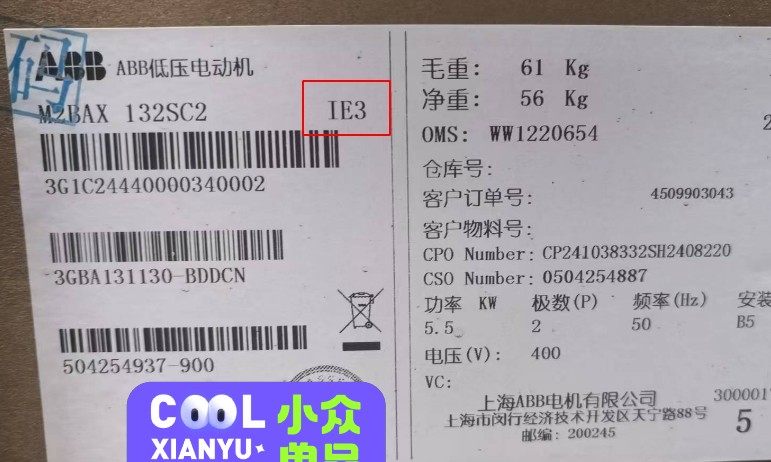 码
ABB ABB低压电动机
M2BAX 132SC2 IE3
3G1C24440000340002
3GBA131130-BDDCN
504254937-900
毛重: 61 Kg
净重: 56 Kg
OMS: WW1220654
2
仓库号:
客户订单号: 4509903043
客户物料号:
CPO Number: CP241038332SH2408220
CSO Number: 0504254887
功率 KW 极数(P) 频率(Hz) 安装
5.5 2 50 B5
电压(V): 400
VC:
上海ABB电机有限公司 3000017
上海市闵行经济技术开发区天宁路88号 5
邮编: 200245
COOL 小众
XIANYU 单品